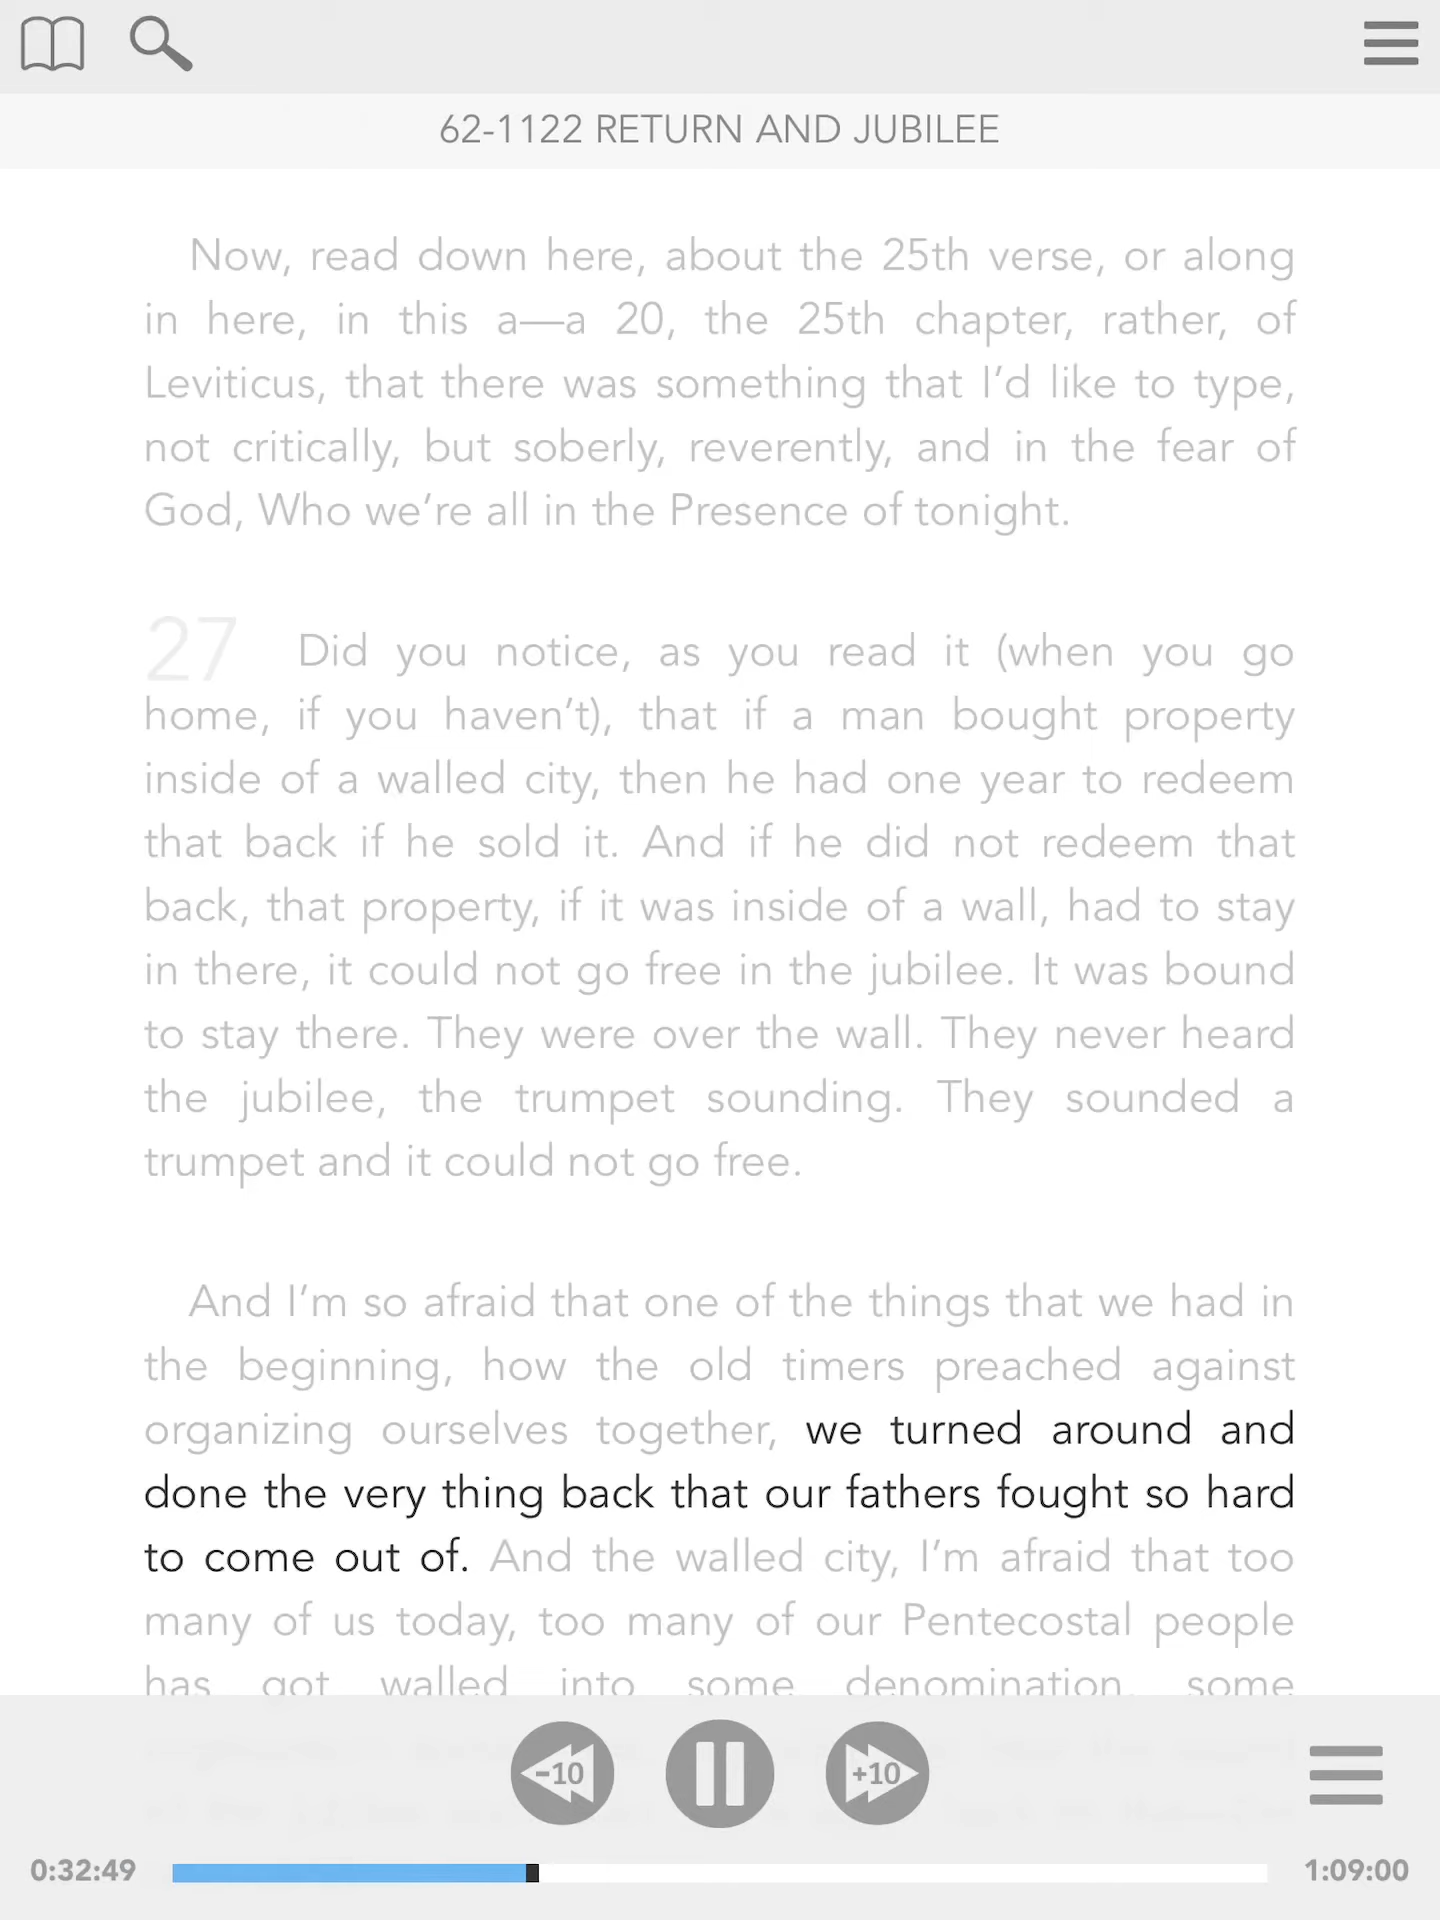 62-1122 RETURN AND JUBILEE
Now, read down here, about the 25th verse, or along
in here, in this a—a 20, the 25th chapter, rather, of
Leviticus, that there was something that I’d like to type,
not critically, but soberly, reverently, and in the fear of
God, Who we’re all in the Presence of tonight.
27 Did you notice, as you read it (when you go
home, if you haven’t), that if a man bought property
inside of a walled city, then he had one year to redeem
that back if he sold it. And if he did not redeem that
back, that property, if it was inside of a wall, had to stay
in there, it could not go free in the jubilee. It was bound
to stay there. They were over the wall. They never heard
the jubilee, the trumpet sounding. They sounded a
trumpet and it could not go free.
And I’m so afraid that one of the things that we had in
the beginning, how the old timers preached against
organizing ourselves together, we turned around and
done the very thing back that our fathers fought so hard
to come out of. And the walled city, I’m afraid that too
many of us today, too many of our Pentecostal people
has got walled into some denomination, some
-10 +10
0:32:49 1:09:00